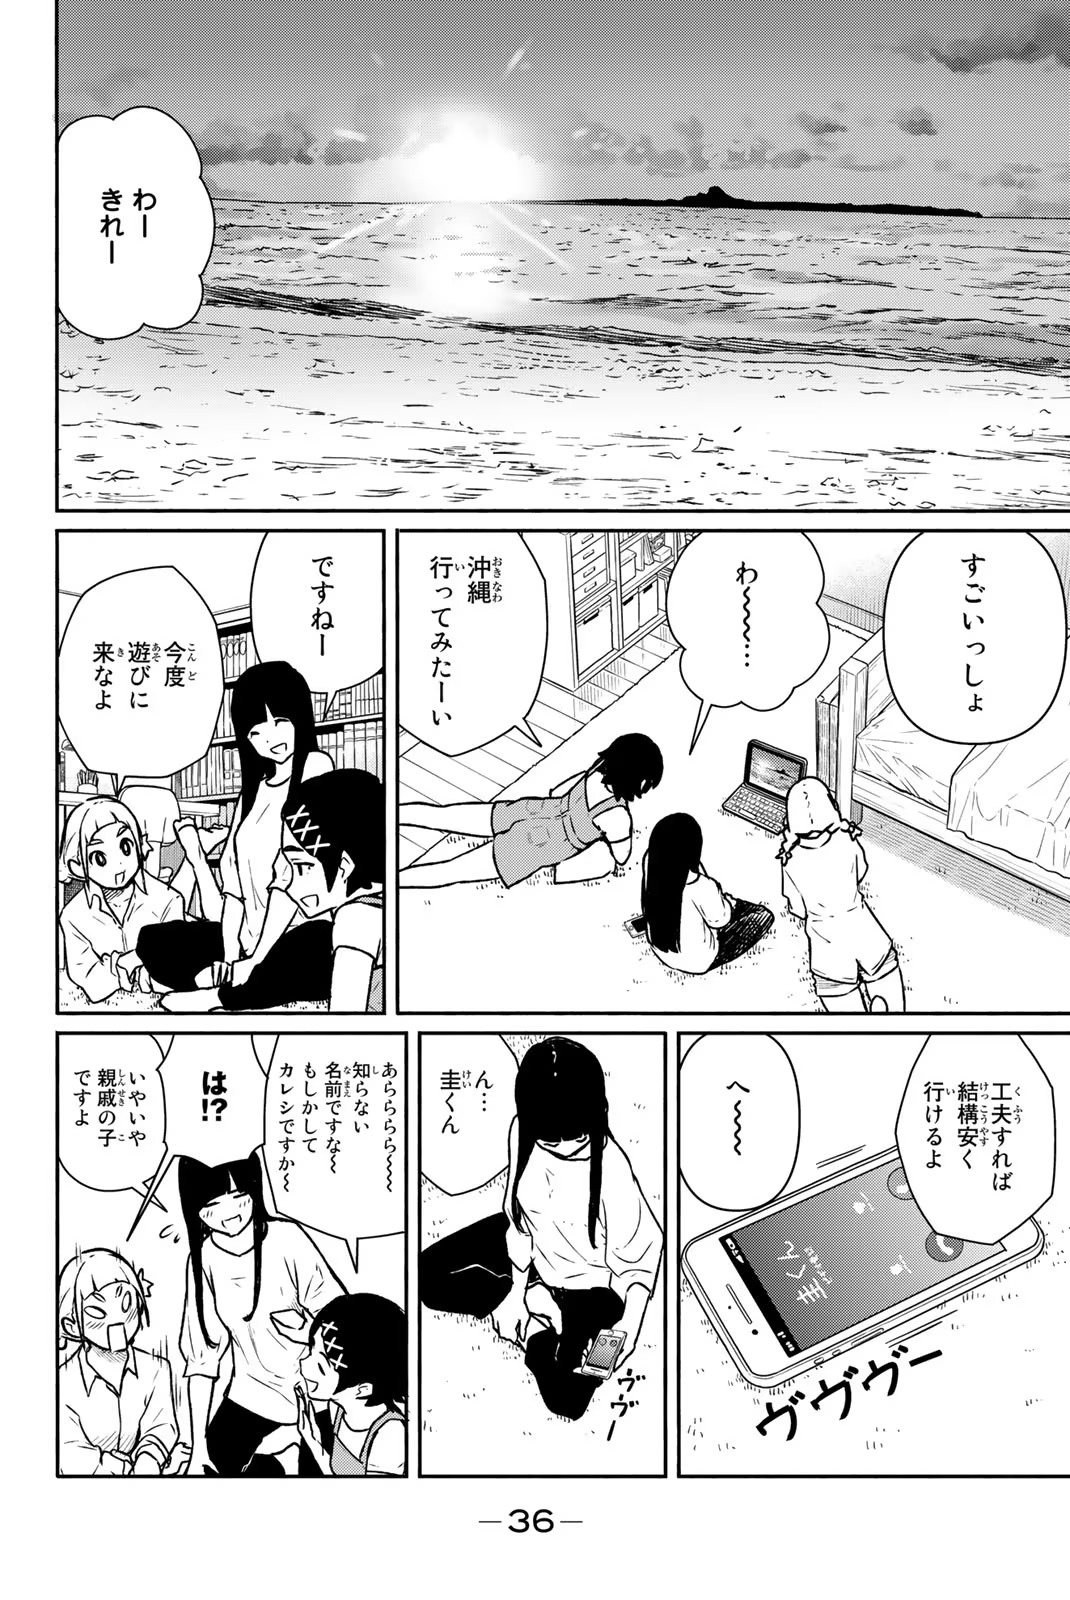 わー
きれー
すごいっしょ
わ〜〜〜……
沖縄
行ってみたーい
ですねー
今度
遊びに
来なよ
工夫すれば
結構安く
行けるよ
へ〜〜
ヴヴヴー
ん…
圭くん
ヴヴー
あらららら〜
知らない
名前ですな〜
もしかして
カレシですか〜
は!?
いやいや
親戚の子
ですよ
—36—